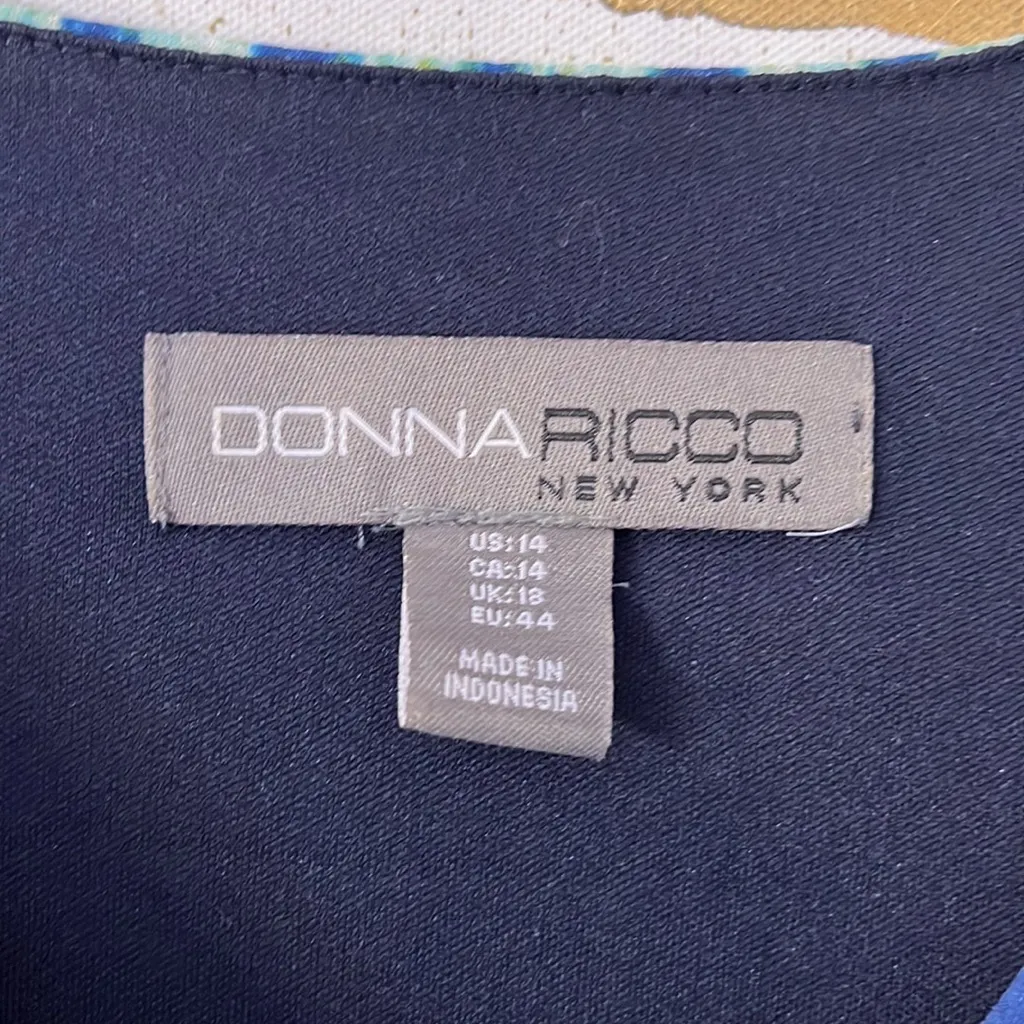 DONNARICCO
NEW YORK
US:14
CA:14
UK:18
EU:44
MADE IN
INDONESIA